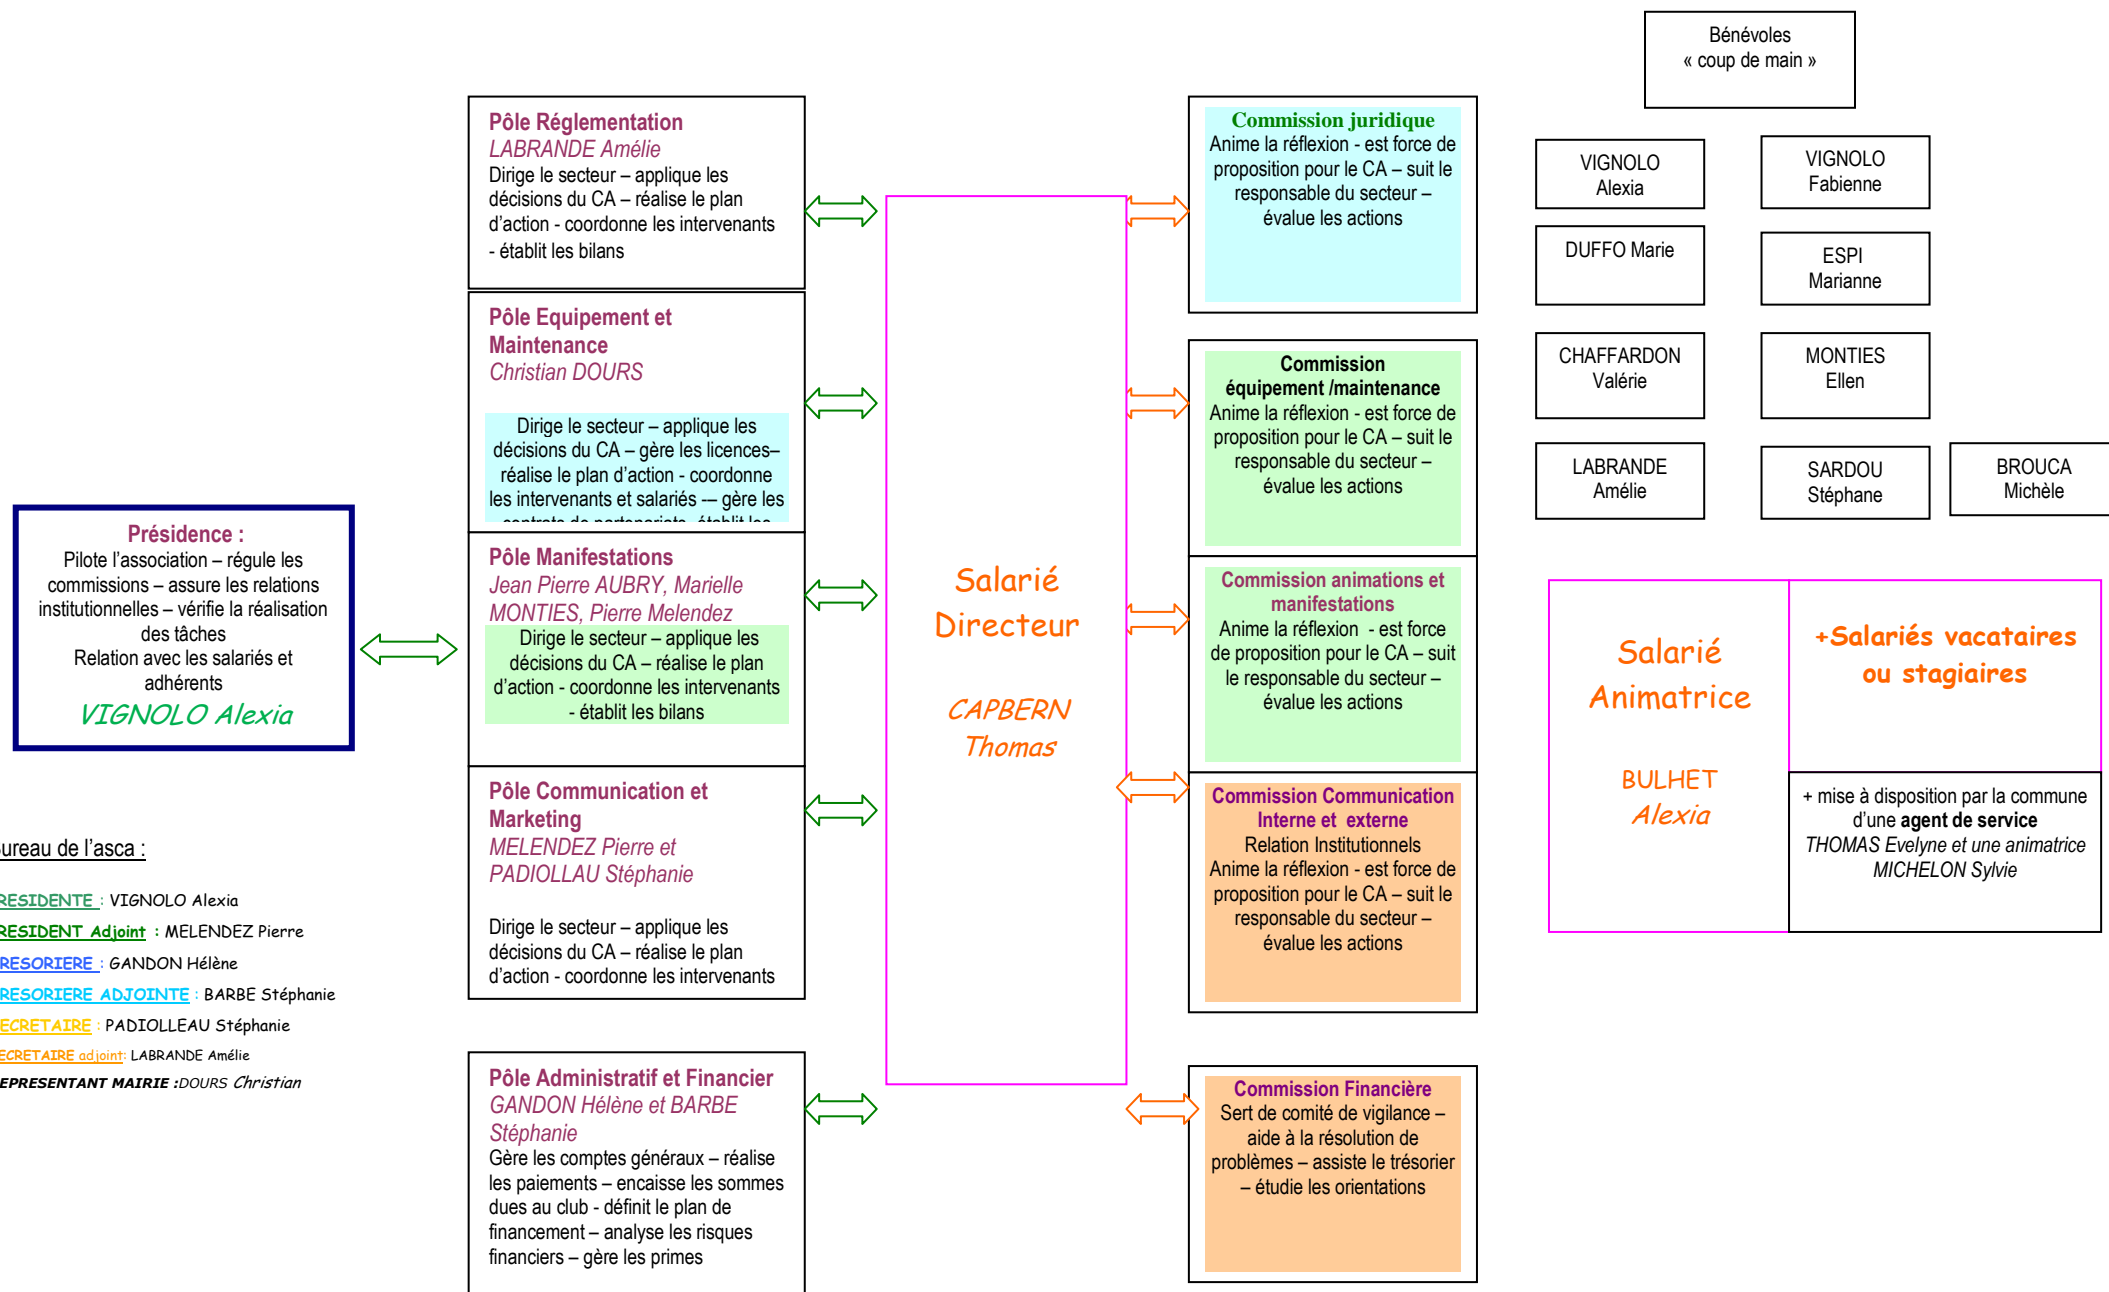 Bénévoles
« coup de main »
Pôle Réglementation
LABRANDE Amélie
Dirige le secteur – applique les
décisions du CA – réalise le plan
d’action - coordonne les intervenants
- établit les bilans
Pôle Equipement et
Maintenance
Christian DOURS
Dirige le secteur – applique les
décisions du CA – gère les licences–
réalise le plan d’action - coordonne
les intervenants et salariés -– gère les
contrats de partenariats- établit les
Pôle Manifestations
Jean Pierre AUBRY, Marielle
MONTIES, Pierre Melendez
Dirige le secteur – applique les
décisions du CA – réalise le plan
d’action - coordonne les intervenants
- établit les bilans
Pôle Communication et
Marketing
MELENDEZ Pierre et
PADIOLLAU Stéphanie
Dirige le secteur – applique les
décisions du CA – réalise le plan
d’action - coordonne les intervenants
Pôle Administratif et Financier
GANDON Hélène et BARBE
Stéphanie
Gère les comptes généraux – réalise
les paiements – encaisse les sommes
dues au club - définit le plan de
financement – analyse les risques
financiers – gère les primes
Présidence :
Pilote l’association – régule les
commissions – assure les relations
institutionnelles – vérifie la réalisation
des tâches
Relation avec les salariés et
adhérents
VIGNOLO Alexia
ureau de l’asca :
RESIDENTE : VIGNOLO Alexia
RESIDENT Adjoint : MELENDEZ Pierre
RESORIERE : GANDON Hélène
RESORIERE ADJOINTE : BARBE Stéphanie
ECRETAIRE : PADIOLLEAU Stéphanie
ECRETAIRE adjoint: LABRANDE Amélie
EPRESENTANT MAIRIE :DOURS Christian
Salarié
Directeur
CAPBERN
Thomas
Commission juridique
Anime la réflexion - est force de
proposition pour le CA – suit le
responsable du secteur –
évalue les actions
Commission
équipement /maintenance
Anime la réflexion - est force de
proposition pour le CA – suit le
responsable du secteur –
évalue les actions
Commission animations et
manifestations
Anime la réflexion - est force
de proposition pour le CA – suit
le responsable du secteur –
évalue les actions
Commission Communication
Interne et externe
Relation Institutionnels
Anime la réflexion - est force de
proposition pour le CA – suit le
responsable du secteur –
évalue les actions
Commission Financière
Sert de comité de vigilance –
aide à la résolution de
problèmes – assiste le trésorier
– étudie les orientations
VIGNOLO
Alexia
VIGNOLO
Fabienne
DUFFO Marie
ESPI
Marianne
CHAFFARDON
Valérie
MONTIES
Ellen
LABRANDE
Amélie
SARDOU
Stéphane
BROUCA
Michèle
Salarié
Animatrice
BULHET
Alexia
+Salariés vacataires
ou stagiaires
+ mise à disposition par la commune
d’une agent de service
THOMAS Evelyne et une animatrice
MICHELON Sylvie